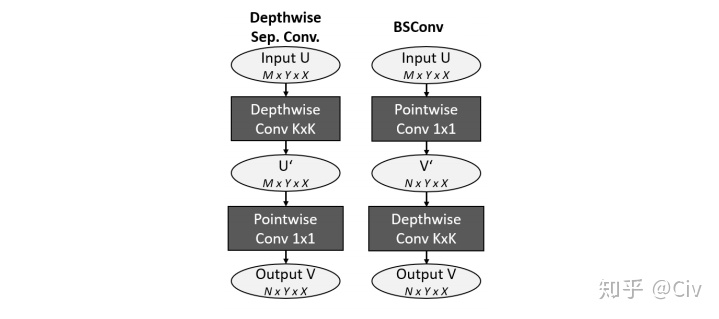 Depthwise
Sep. Conv.
Input U
M x Y x X
Depthwise
Conv KxK
U‘
M x Y x X
Pointwise
Conv 1x1
Output V
N x Y x X
BSConv
Input U
M x Y x X
Pointwise
Conv 1x1
V‘
N x Y x X
Depthwise
Conv KxK
Output V
N x Y x X
知乎 @Civ